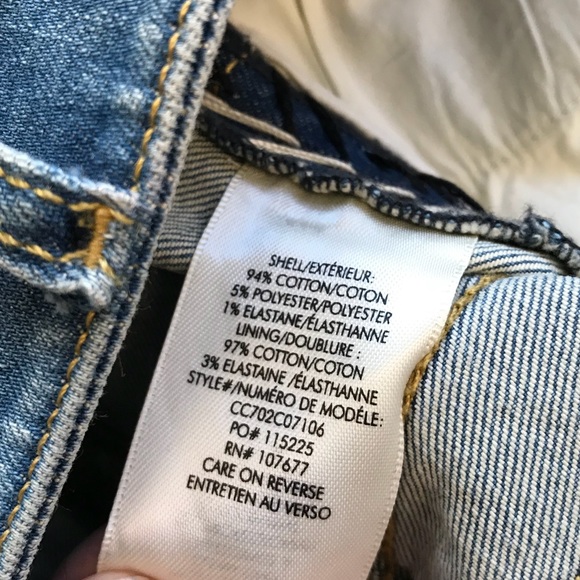 SHELL/EXTÉRIEUR:
94% COTTON/COTON
5% POLYESTER/POLYESTER
1% ELASTANE/ÉLASTHANNE
LINING/DOUBLURE :
97% COTTON/COTON
3% ELASTAINE /ÉLASTHANNE
STYLE#/NUMÉRO DE MODÈLE:
CC702C07106
PO# 115225
RN# 107677
CARE ON REVERSE
ENTRETIEN AU VERSO